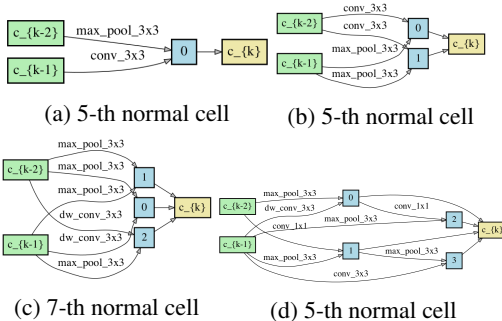 c_{k-2}
max_pool_3x3
0
c_{k}
conv_3x3
c_{k-1}
(a) 5-th normal cell
conv_3x3
c_{k-2}
conv_3x3
0
c_{k}
c_{k-1}
max_pool_3x3
1
max_pool_3x3
(b) 5-th normal cell
max_pool_3x3
c_{k-2}
max_pool_3x3
1
max_pool_3x3
0
c_{k}
dw_conv_3x3
c_{k-1}
dw_conv_3x3
2
max_pool_3x3
(c) 7-th normal cell
max_pool_3x3
0
c_{k-2}
dw_conv_3x3
conv_1x1
max_pool_3x3
2
c_{k}
c_{k-1}
conv_1x1
1
max_pool_3x3
max_pool_3x3
3
conv_3x3
(d) 5-th normal cell